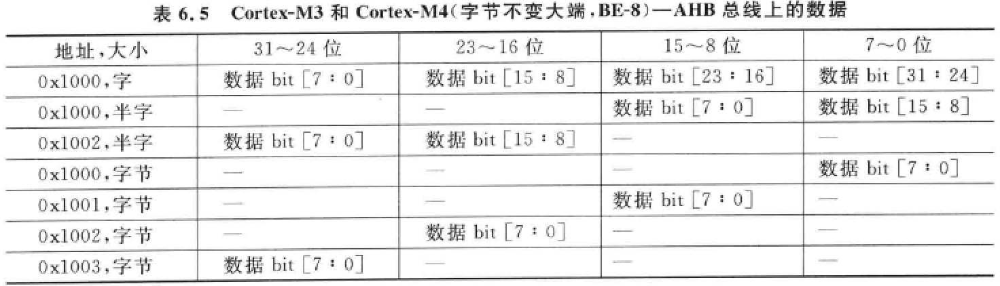 表 6.5 Cortex-M3 和 Cortex-M4(字节不变大端,BE-8)—AHB 总线上的数据
地址,大小 31～24 位 23～16 位 15～8 位 7～0 位
0x1000,字 数据 bit [7:0] 数据 bit [15:8] 数据 bit [23:16] 数据 bit [31:24]
0x1000,半字 — — 数据 bit [7:0] 数据 bit [15:8]
0x1002,半字 数据 bit [7:0] 数据 bit [15:8] — —
0x1000,字节 — — — 数据 bit [7:0]
0x1001,字节 — — 数据 bit [7:0] —
0x1002,字节 — 数据 bit [7:0] — —
0x1003,字节 数据 bit [7:0] — — —